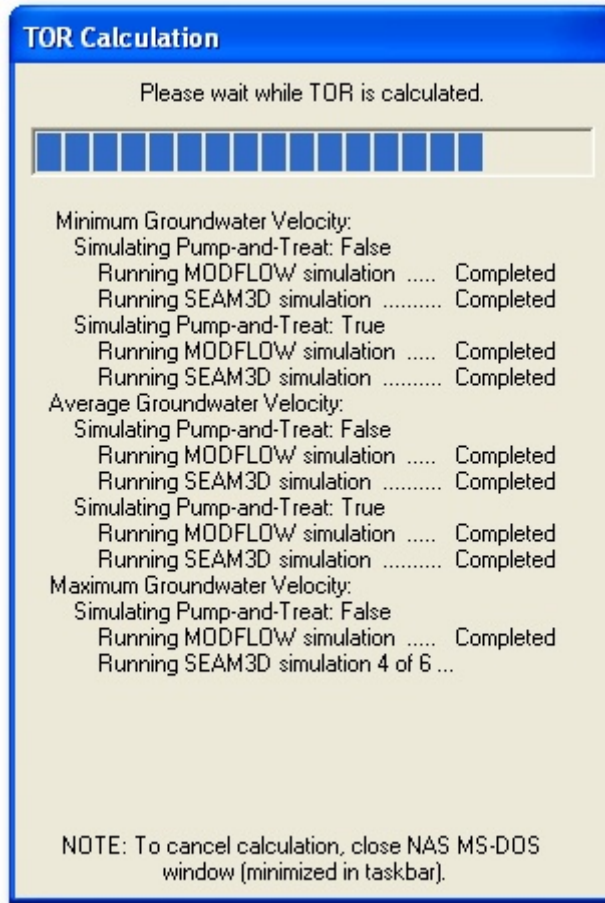 TOR Calculation
Please wait while TOR is calculated.
Minimum Groundwater Velocity:
Simulating Pump-and-Treat: False
Running MODFLOW simulation ..... Completed
Running SEAM3D simulation .......... Completed
Simulating Pump-and-Treat: True
Running MODFLOW simulation ..... Completed
Running SEAM3D simulation .......... Completed
Average Groundwater Velocity:
Simulating Pump-and-Treat: False
Running MODFLOW simulation ..... Completed
Running SEAM3D simulation .......... Completed
Simulating Pump-and-Treat: True
Running MODFLOW simulation ..... Completed
Running SEAM3D simulation .......... Completed
Maximum Groundwater Velocity:
Simulating Pump-and-Treat: False
Running MODFLOW simulation ..... Completed
Running SEAM3D simulation 4 of 6 ...
NOTE: To cancel calculation, close NAS MS-DOS
window (minimized in taskbar).